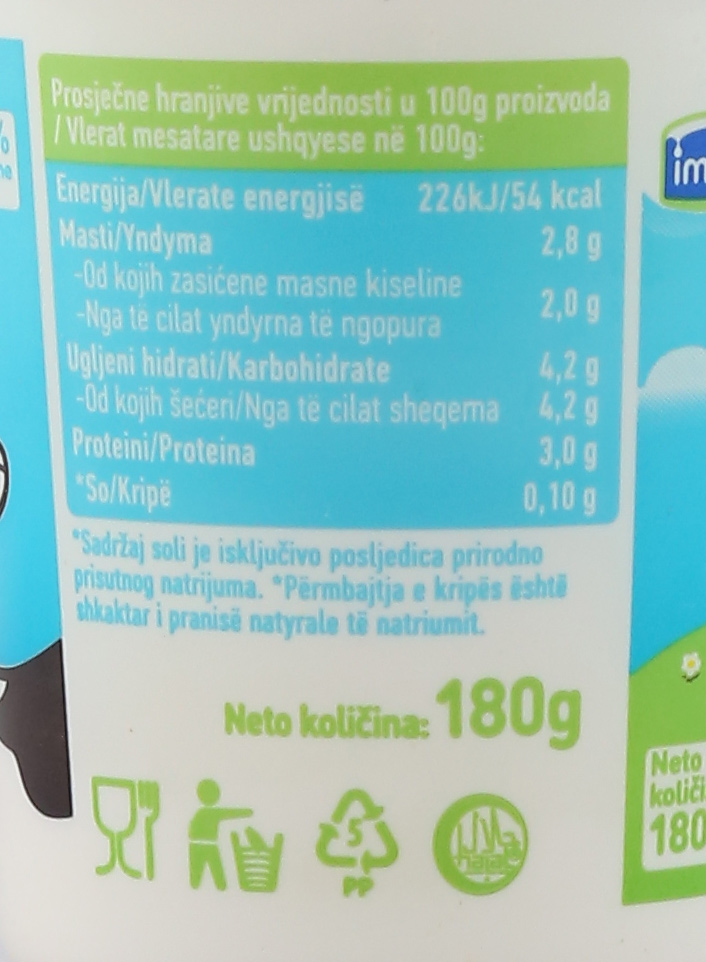 %
ne
Prosječne hranjive vrijednosti u 100g proizvoda
/ Vlerat mesatare ushqyese në 100g:
Energija/Vlerate energjisë 226kJ/54 kcal
Masti/Yndyma 2,8 g
-Od kojih zasićene masne kiseline
-Nga të cilat yndyrna të ngopura 2,0 g
Ugljeni hidrati/Karbohidrate 4,2 g
-Od kojih šećeri/Nga të cilat sheqerna 4,2 g
Proteini/Proteina 3,0 g
*So/Kripë 0,10 g
*Sadržaj soli je isključivo posljedica prirodno
prisutnog natrijuma. *Përmbajtja e kripës është
shkaktar i pranisë natyrale të natriumit.
Neto količina: 180g
5
PP
halal
im
Neto
količi
180